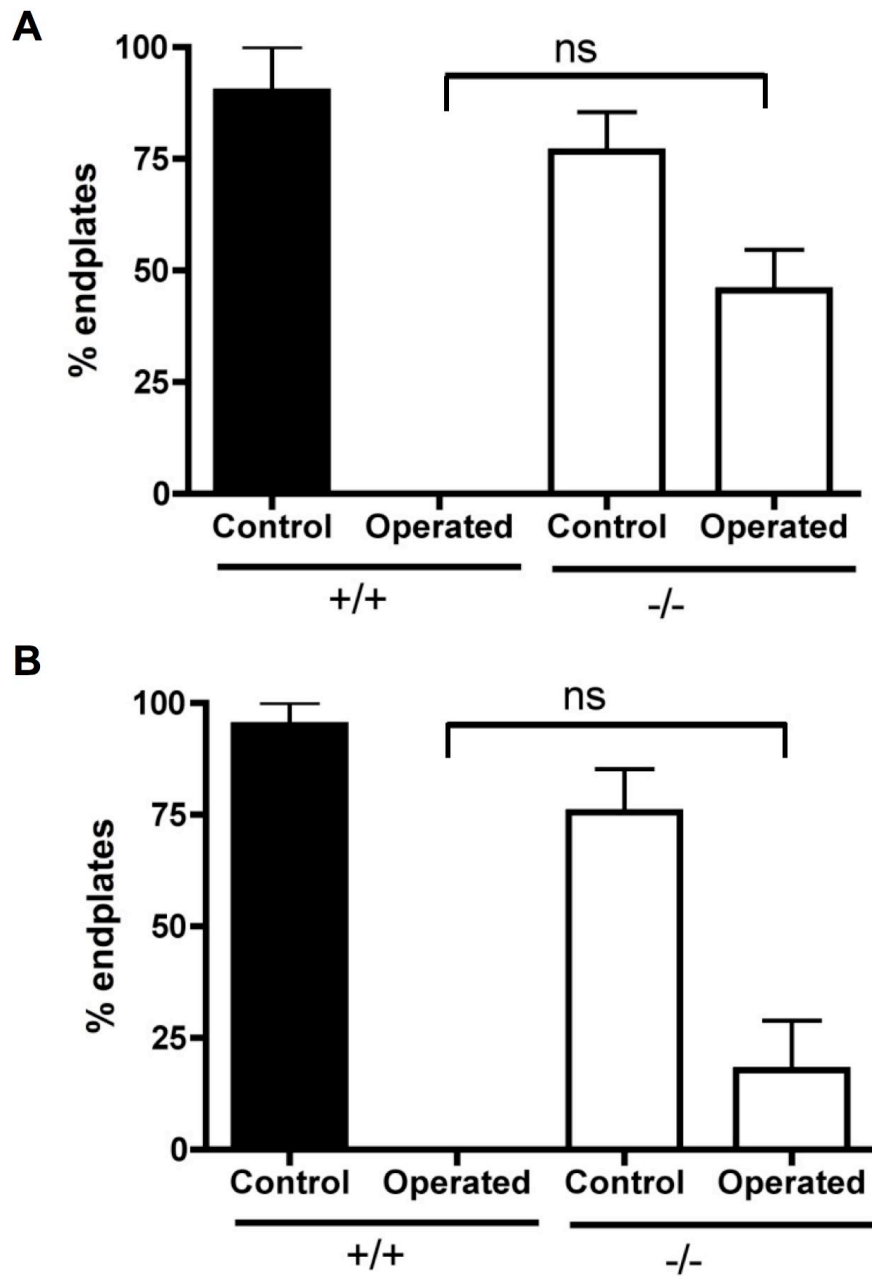 A
% endplates
100
75
50
25
0
ns
Control Operated Control Operated
+/+ -/-
B
% endplates
100
75
50
25
0
ns
Control Operated Control Operated
+/+ -/-